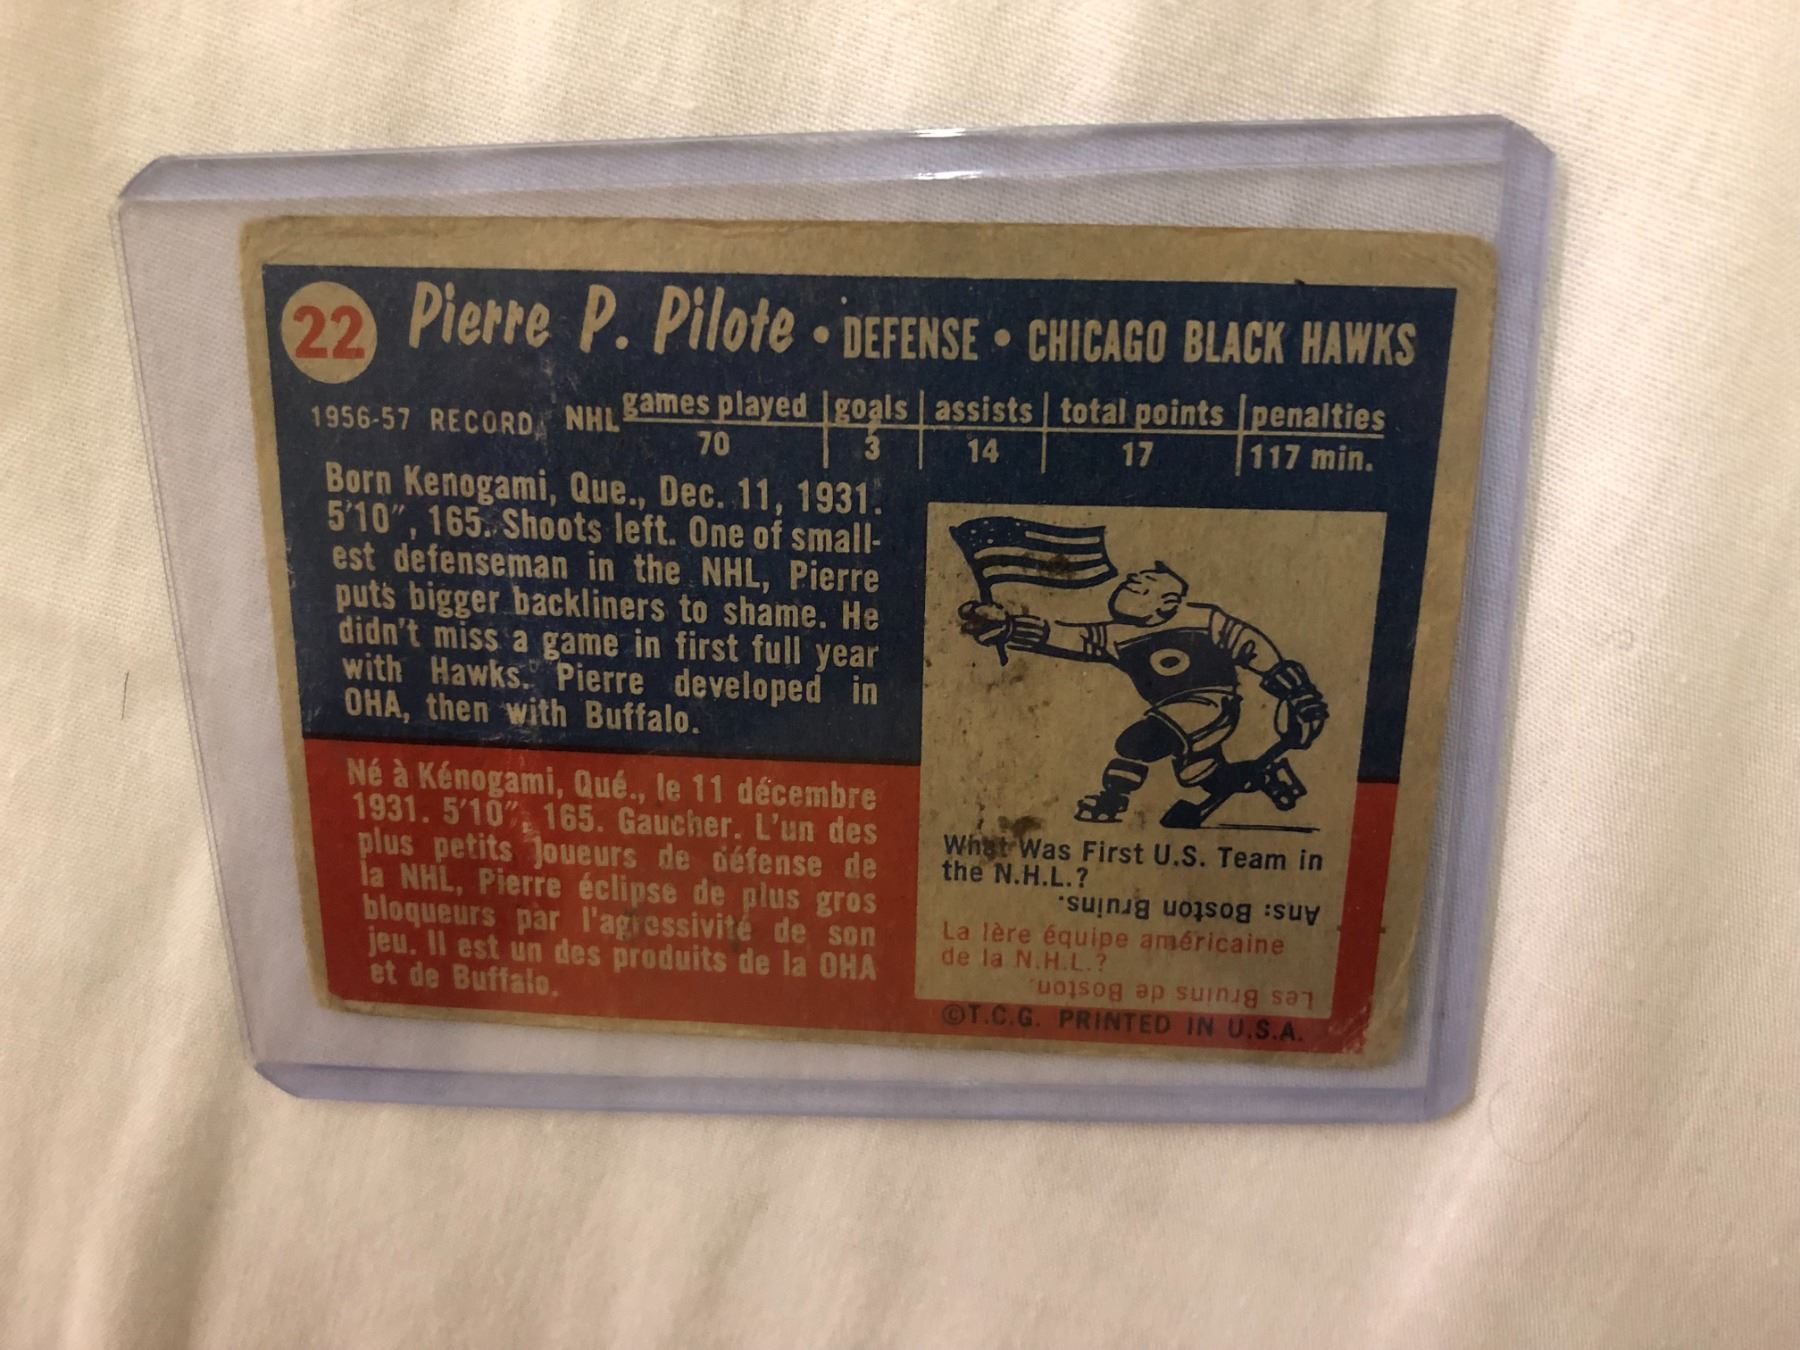 22 Pierre P. Pilote • DEFENSE • CHICAGO BLACK HAWKS
1956-57 RECORD, NHL games played goals assists total points penalties
70 3 14 17 117 min.
Born Kenogami, Que., Dec. 11, 1931.
5'10", 165. Shoots left. One of small-
est defenseman in the NHL, Pierre
puts bigger backliners to shame. He
didn't miss a game in first full year
with Hawks. Pierre developed in
OHA, then with Buffalo.
Né à Kénogami, Qué., le 11 décembre
1931. 5'10", 165. Gaucher. L'un des
plus petits joueurs de défense de
la NHL, Pierre éclipse de plus gros
bloqueurs par l'agressivité de son
jeu. Il est un des produits de la OHA
et de Buffalo.
What Was First U.S. Team in
the N.H.L.?
Ans: Boston Bruins.
La lère équipe américaine
de la N.H.L.?
Les Bruins de Boston.
©T.C.G. PRINTED IN U.S.A.